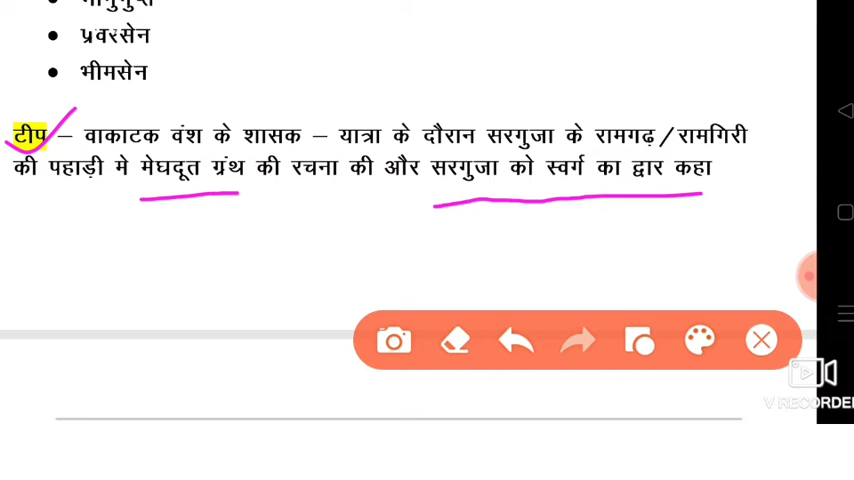 ● प्रवरसेन
● भीमसेन
टीप – वाकाटक वंश के शासक – यात्रा के दौरान सरगुजा के रामगढ़/रामगिरी
की पहाड़ी मे मेघदूत ग्रंथ की रचना की और सरगुजा को स्वर्ग का द्वार कहा
V RECORDER